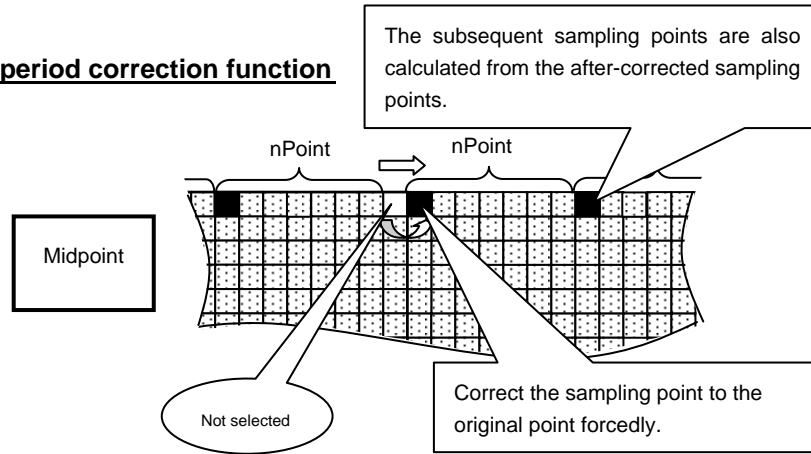 The subsequent sampling points are also
calculated from the after-corrected sampling
points.
period correction function
nPoint
nPoint
Midpoint
Not selected
Correct the sampling point to the
original point forcedly.